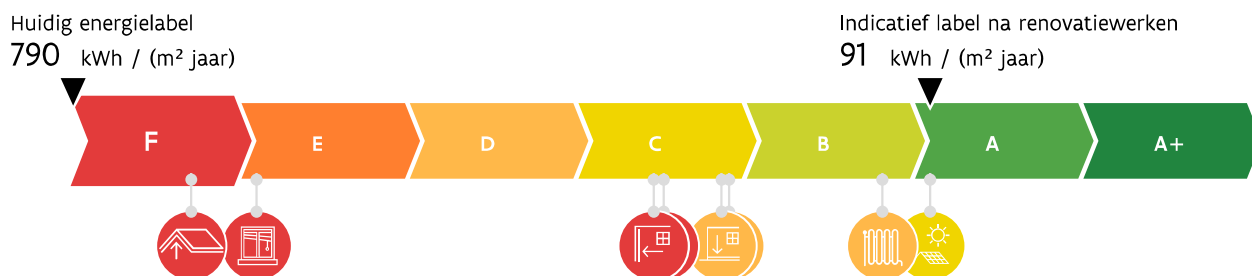 Huidig energielabel
790 kWh / (m² jaar)
Indicatief label na renovatiewerken
91 kWh / (m² jaar)
F E D C B A A+